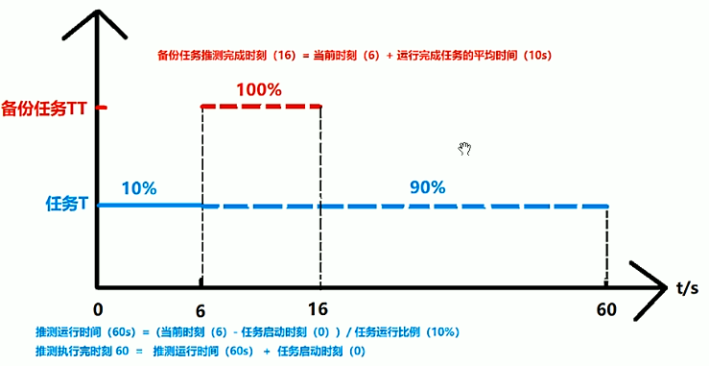 备份任务推测完成时刻（16）= 当前时刻（6）+ 运行完成任务的平均时间（10s）
100%
备份任务TT
10%
90%
任务T
t/s
0
6
16
60
推测运行时间（60s）=（当前时刻（6）- 任务启动时刻（0））/ 任务运行比例（10%）
推测执行完时刻 60 = 推测运行时间（60s） + 任务启动时刻（0）